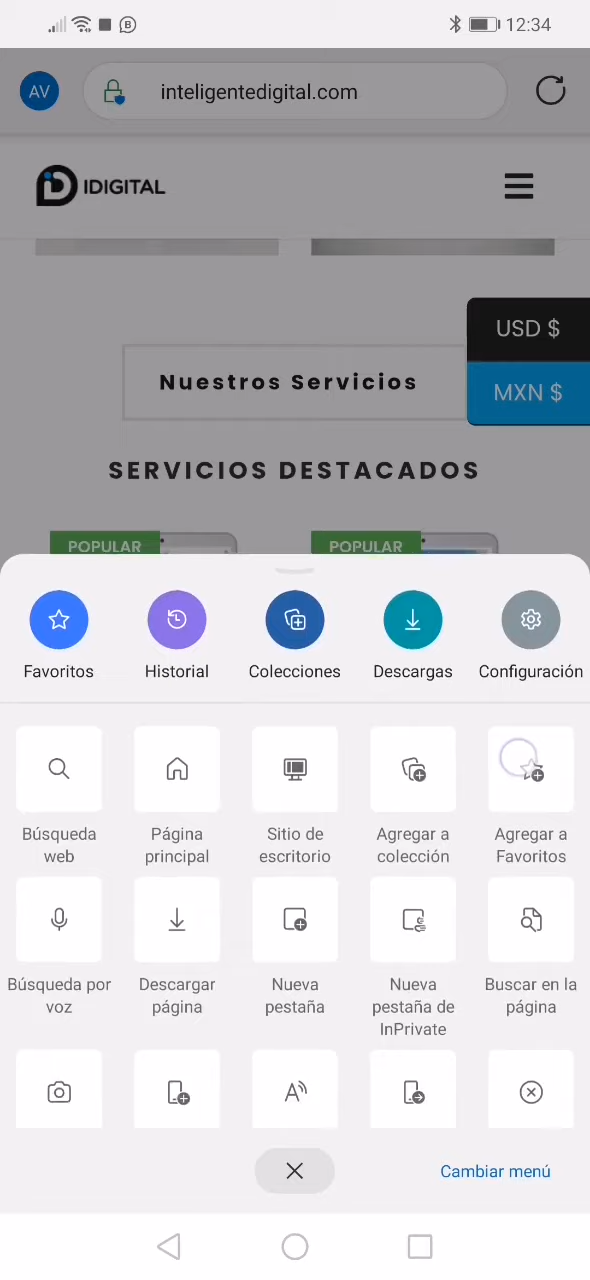 12:34
AV
inteligentedigital.com
IDIGITAL
USD $
Nuestros Servicios
MXN $
SERVICIOS DESTACADOS
POPULAR
POPULAR
Favoritos
Historial
Colecciones
Descargas
Configuración
Búsqueda
web
Página
principal
Sitio de
escritorio
Agregar a
colección
Agregar a
Favoritos
Búsqueda por
voz
Descargar
página
Nueva
pestaña
Nueva
pestaña de
InPrivate
Buscar en la
página
Cambiar menú